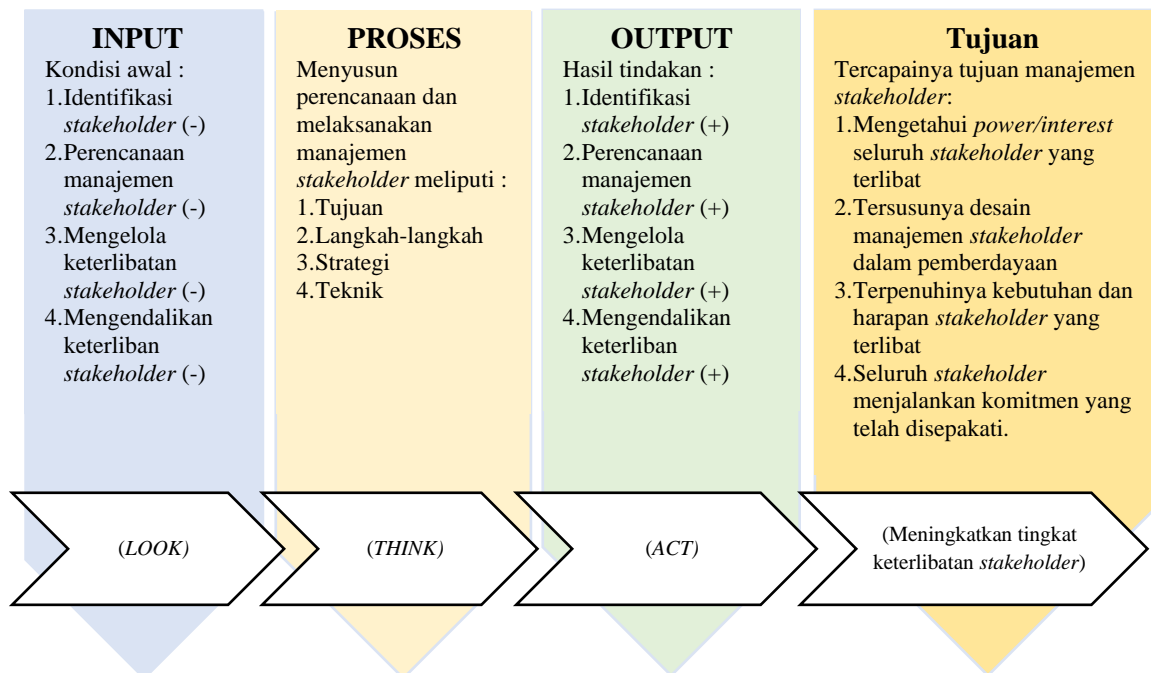 INPUT
Kondisi awal :
1.Identifikasi
stakeholder (-)
2.Perencanaan
manajemen
stakeholder (-)
3.Mengelola
keterlibatan
stakeholder (-)
4.Mengendalikan
keterliban
stakeholder (-)
(LOOK)
PROSES
Menyusun
perencanaan dan
melaksanakan
manajemen
stakeholder meliputi :
1.Tujuan
2.Langkah-langkah
3.Strategi
4.Teknik
(THINK)
OUTPUT
Hasil tindakan :
1.Identifikasi
stakeholder (+)
2.Perencanaan
manajemen
stakeholder (+)
3.Mengelola
keterlibatan
stakeholder (+)
4.Mengendalikan
keterliban
stakeholder (+)
(ACT)
Tujuan
Tercapainya tujuan manajemen
stakeholder:
1.Mengetahui power/interest
seluruh stakeholder yang
terlibat
2.Tersusunya desain
manajemen stakeholder
dalam pemberdayaan
3.Terpenuhinya kebutuhan dan
harapan stakeholder yang
terlibat
4.Seluruh stakeholder
menjalankan komitmen yang
telah disepakati.
(Meningkatkan tingkat
keterlibatan stakeholder)